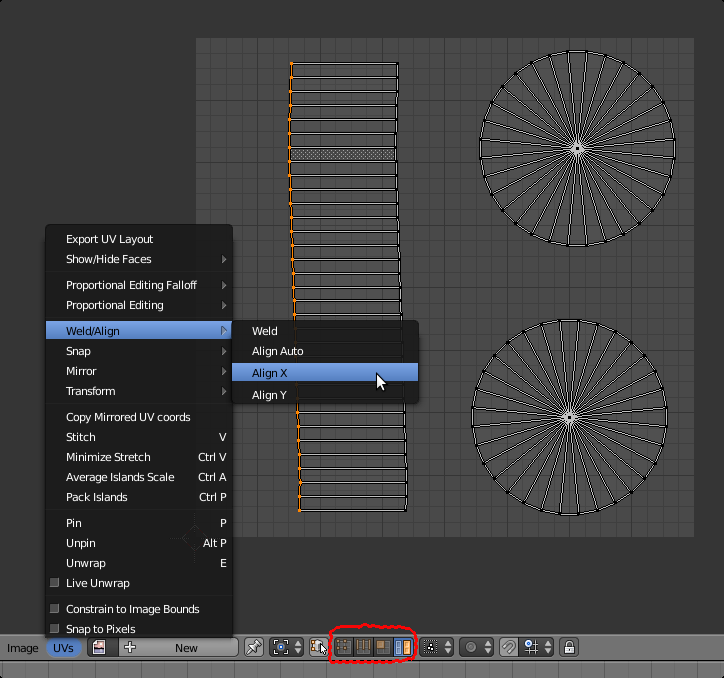 Export UV Layout
Show/Hide Faces
Proportional Editing Falloff
Proportional Editing
Weld/Align
Snap
Mirror
Transform
Copy Mirrored UV coords
Stitch V
Minimize Stretch Ctrl V
Average Islands Scale Ctrl A
Pack Islands Ctrl P
Pin P
Unpin Alt P
Unwrap E
Live Unwrap
Constrain to Image Bounds
Snap to Pixels
Weld
Align Auto
Align X
Align Y
Image UVs New